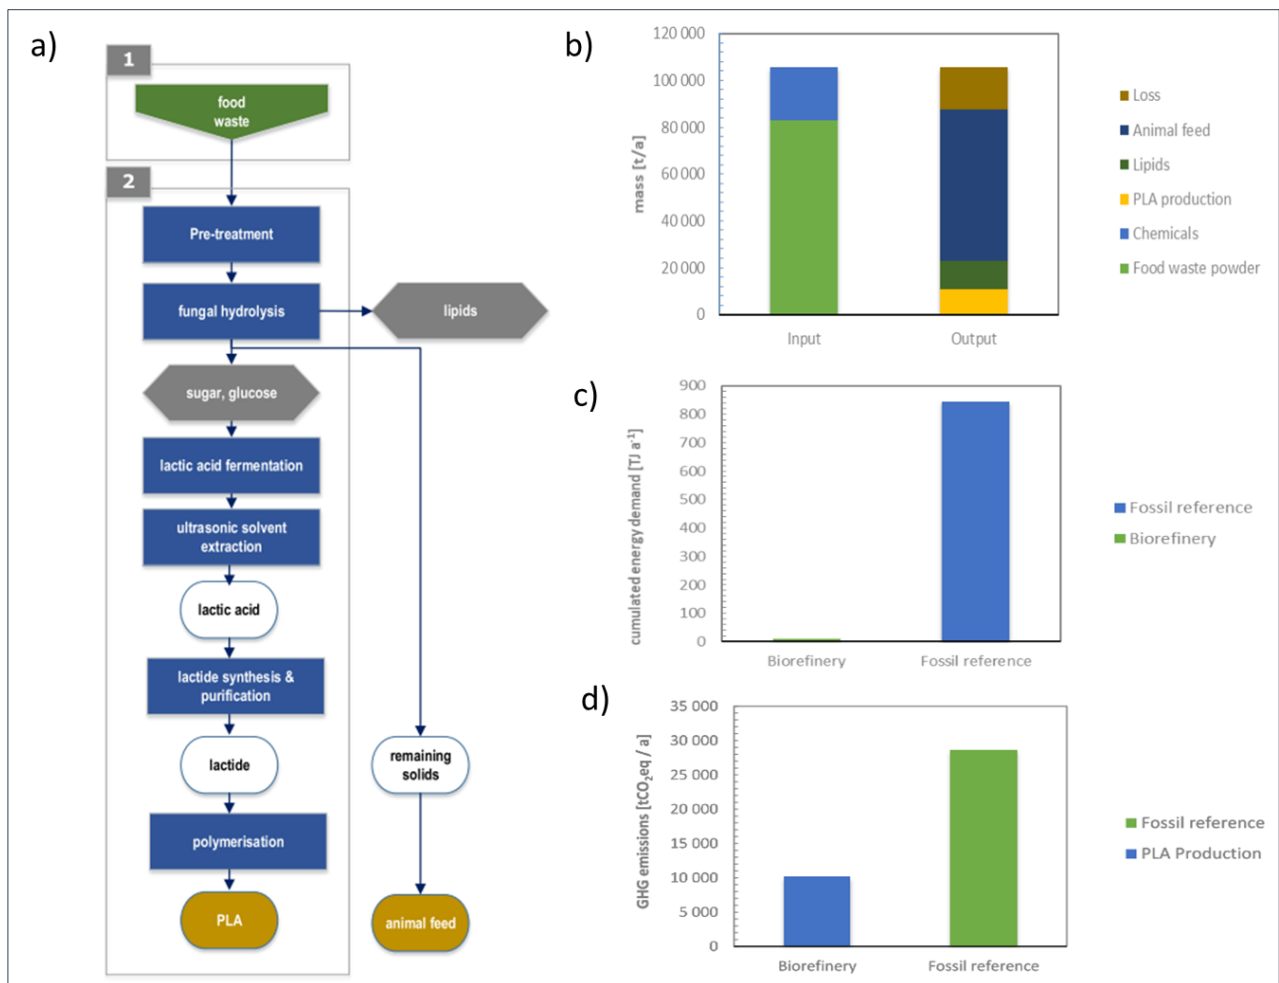 a)
1
food
waste
2
Pre-treatment
fungal hydrolysis
lipids
sugar, glucose
lactic acid fermentation
ultrasonic solvent
extraction
lactic acid
lactide synthesis &
purification
lactide
remaining
solids
polymerisation
PLA
animal feed
b)
mass [t/a]
120 000
100 000
80 000
60 000
40 000
20 000
0
Input
Output
Loss
Animal feed
Lipids
PLA production
Chemicals
Food waste powder
c)
cumulated energy demand [TJ a⁻¹]
900
800
700
600
500
400
300
200
100
0
Biorefinery
Fossil reference
Fossil reference
Biorefinery
d)
GHG emissions [tCO₂eq / a]
35 000
30 000
25 000
20 000
15 000
10 000
5 000
0
Biorefinery
Fossil reference
Fossil reference
PLA Production